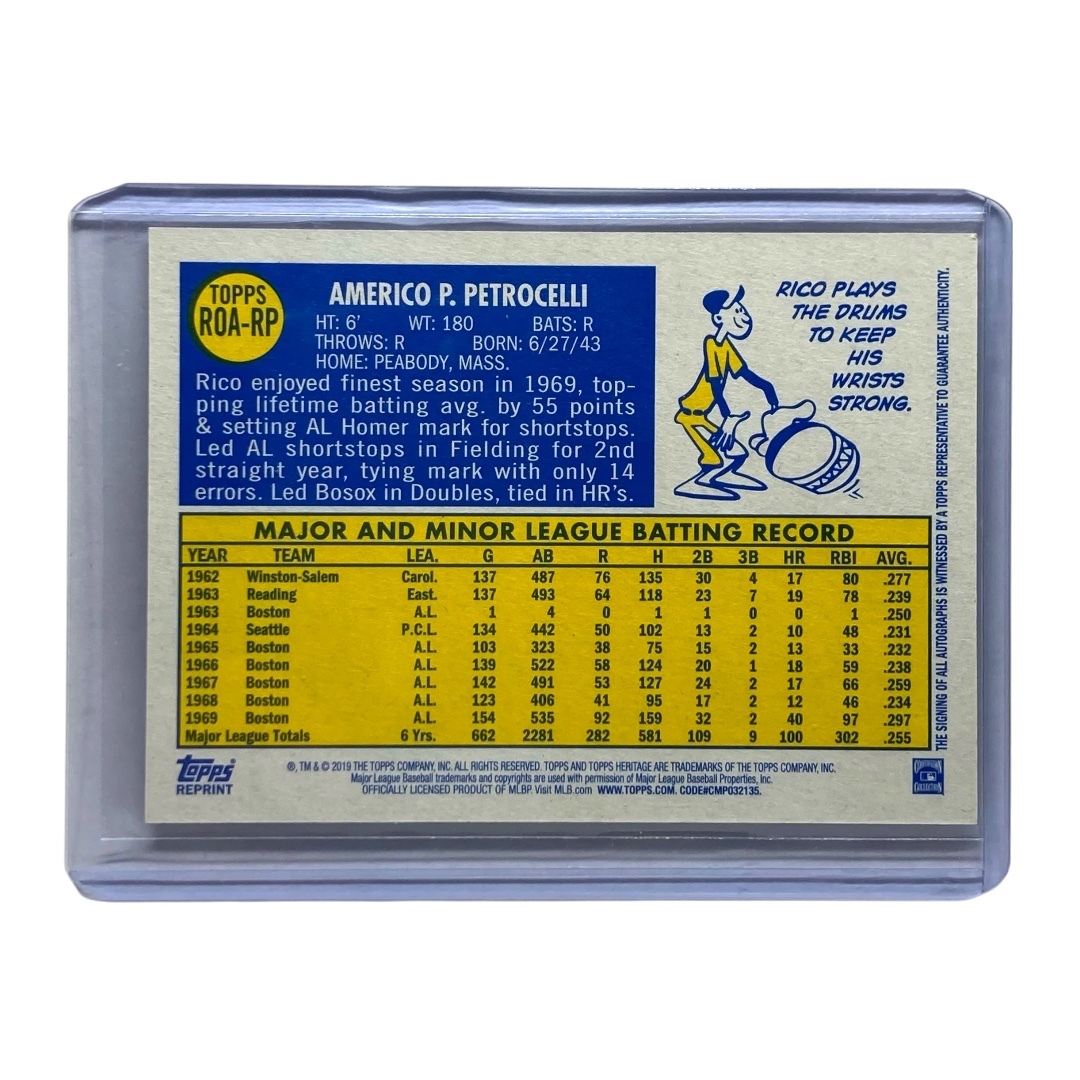 TOPPS
ROA-RP
AMERICO P. PETROCELLI
HT: 6' WT: 180 BATS: R
THROWS: R BORN: 6/27/43
HOME: PEABODY, MASS.
Rico enjoyed finest season in 1969, top-
ping lifetime batting avg. by 55 points
& setting AL Homer mark for shortstops.
Led AL shortstops in Fielding for 2nd
straight year, tying mark with only 14
errors. Led Bosox in Doubles, tied in HR's.
RICO PLAYS
THE DRUMS
TO KEEP
HIS
WRISTS
STRONG.
MAJOR AND MINOR LEAGUE BATTING RECORD
YEAR TEAM LEA. G AB R H 2B 3B HR RBI AVG.
1962 Winston-Salem Carol. 137 487 76 135 30 4 17 80 .277
1963 Reading East. 137 493 64 118 23 7 19 78 .239
1963 Boston A.L. 1 4 0 1 1 0 0 1 .250
1964 Seattle P.C.L. 134 442 50 102 13 2 10 48 .231
1965 Boston A.L. 103 323 38 75 15 2 13 33 .232
1966 Boston A.L. 139 522 58 124 20 1 18 59 .238
1967 Boston A.L. 142 491 53 127 24 2 17 66 .259
1968 Boston A.L. 123 406 41 95 17 2 12 46 .234
1969 Boston A.L. 154 535 92 159 32 2 40 97 .297
Major League Totals 6 Yrs. 662 2281 282 581 109 9 100 302 .255
THE SIGNING OF ALL AUTOGRAPHS IS WITNESSED BY A TOPPS REPRESENTATIVE TO GUARANTEE AUTHENTICITY.
topps
REPRINT
®, TM & © 2019 THE TOPPS COMPANY, INC. ALL RIGHTS RESERVED. TOPPS AND TOPPS HERITAGE ARE TRADEMARKS OF THE TOPPS COMPANY, INC.
Major League Baseball trademarks and copyrights are used with permission of Major League Baseball Properties, Inc.
OFFICIALLY LICENSED PRODUCT OF MLBP. Visit MLB.com WWW.TOPPS.COM. CODE#CMP032135.
COOPERSTOWN
COLLECTION